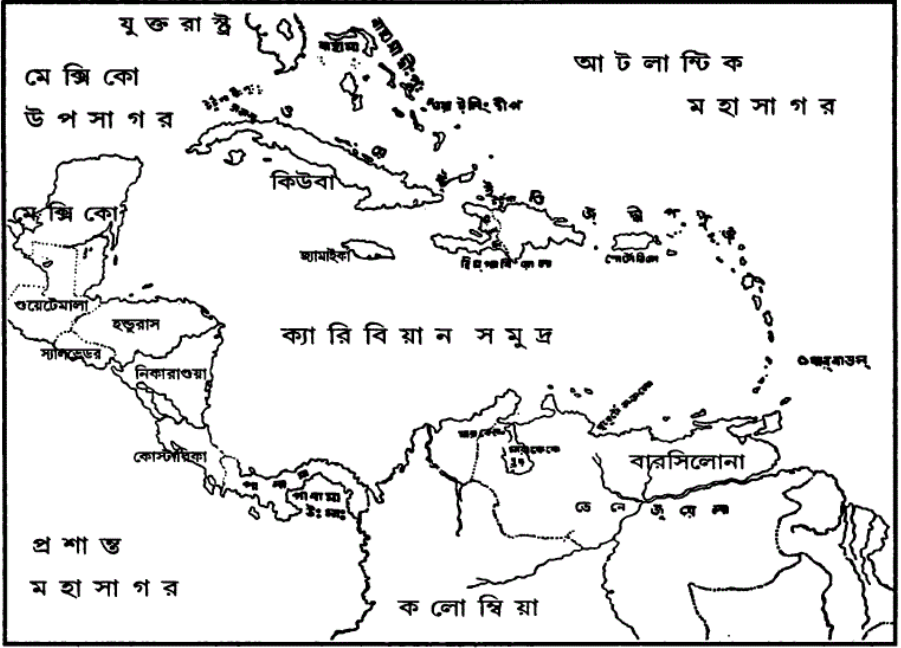 যুক্তরাষ্ট্র
মেক্সিকো
উপসাগর
আটলান্টিক
মহাসাগর
বাহামা
কিউবা
মেক্সিকো
জ্যামাইকা
গুয়েটেমালা
হন্ডুরাস
ক্যারিবিয়ান সমুদ্র
স্যালভেডর
নিকারাগুয়া
কোস্টারিকা
বারসিলোনা
ভেনেজুয়েলা
পানামা
প্রশান্ত
মহাসাগর
কলোম্বিয়া